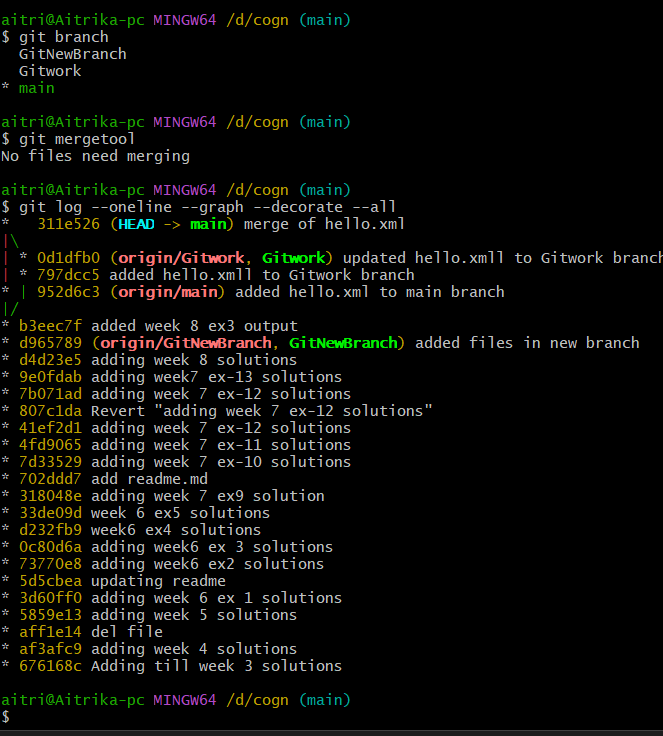 aitri@Aitrika-pc MINGW64 /d/cogn (main)
$ git branch
  GitNewBranch
  Gitwork
* main

aitri@Aitrika-pc MINGW64 /d/cogn (main)
$ git mergetool
No files need merging

aitri@Aitrika-pc MINGW64 /d/cogn (main)
$ git log --oneline --graph --decorate --all
*   311e526 (HEAD -> main) merge of hello.xml
|\
| * 0d1dfb0 (origin/Gitwork, Gitwork) updated hello.xmll to Gitwork branch
| * 797dcc5 added hello.xmll to Gitwork branch
* | 952d6c3 (origin/main) added hello.xml to main branch
|/
* b3eec7f added week 8 ex3 output
* d965789 (origin/GitNewBranch, GitNewBranch) added files in new branch
* d4d23e5 adding week 8 solutions
* 9e0fdab adding week7 ex-13 solutions
* 7b071ad adding week 7 ex-12 solutions
* 807c1da Revert "adding week 7 ex-12 solutions"
* 41ef2d1 adding week 7 ex-12 solutions
* 4fd9065 adding week 7 ex-11 solutions
* 7d33529 adding week 7 ex-10 solutions
* 702ddd7 add readme.md
* 318048e adding week 7 ex9 solution
* 33de09d week 6 ex5 solutions
* d232fb9 week6 ex4 solutions
* 0c80d6a adding week6 ex 3 solutions
* 73770e8 adding week6 ex2 solutions
* 5d5cbea updating readme
* 3d60ff0 adding week 6 ex 1 solutions
* 5859e13 adding week 5 solutions
* aff1e14 del file
* af3afc9 adding week 4 solutions
* 676168c Adding till week 3 solutions

aitri@Aitrika-pc MINGW64 /d/cogn (main)
$